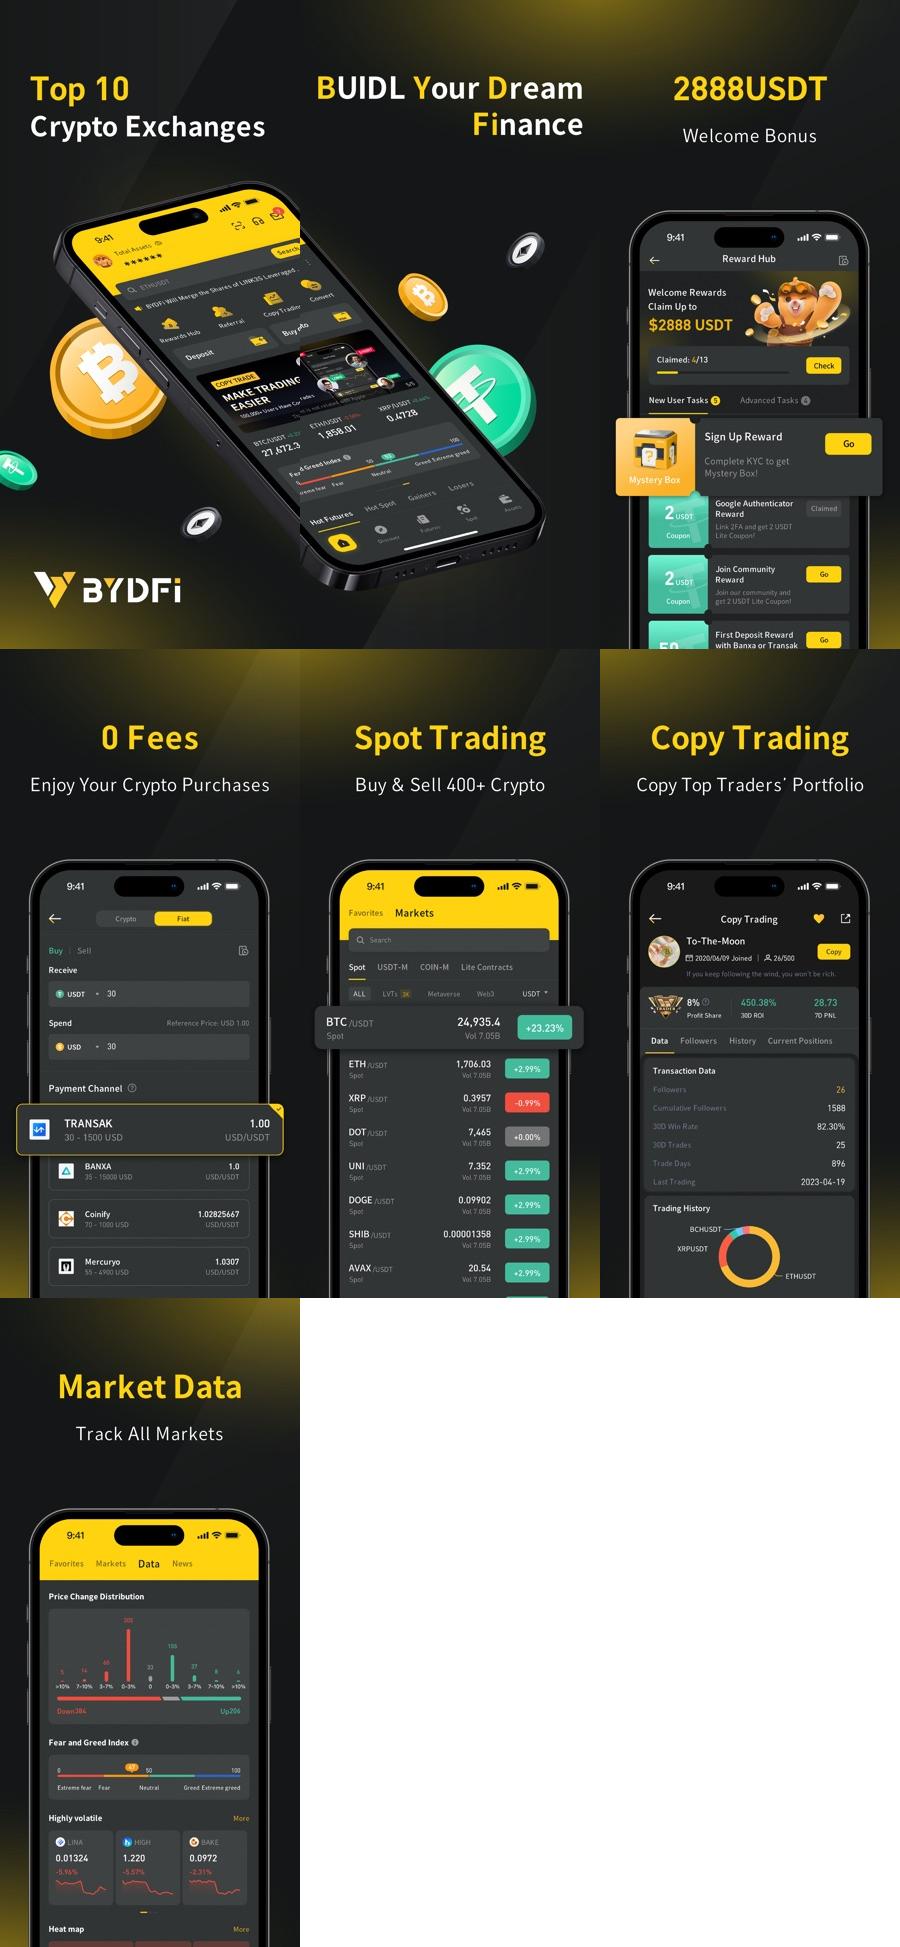 Top 10
Crypto Exchanges
9:41
Total Assets
******
ETHUSDT
Search
BYDFi Will Merge the Shares of LINK3S Leveraged
Rewards Hub
Referral
Copy Trader
Convert
Deposit
COPY TRADE
MAKE TRADING
EASIER
BTC/USDT
ETH/USDT
1,858.01
XRP/USDT
0.4728
50
100
Neutral
Greed
Extreme greed
Hot Futures
Hot Spot
Gainers
Losers
Discover
Futures
Spot
Assets
BYDFi
BUIDL Your Dream
Finance
2888USDT
Welcome Bonus
9:41
Reward Hub
Welcome Rewards
Claim Up to
$2888 USDT
Claimed: 4/13
Check
New User Tasks 5
Advanced Tasks 4
Mystery Box
Sign Up Reward
Complete KYC to get
Mystery Box!
Go
2 USDT
Coupon
Google Authenticator
Reward
Link 2FA and get 2 USDT
Lite Coupon!
Claimed
2 USDT
Coupon
Join Community
Reward
Join our community and
get 2 USDT Lite Coupon!
Go
First Deposit Reward
with Banxa or Transak
Go
0 Fees
Enjoy Your Crypto Purchases
9:41
Crypto
Fiat
Buy
Sell
Receive
USDT
30
Spend
Reference Price: USD 1.00
USD
30
Payment Channel
TRANSAK
1.00
30 - 1500 USD
USD/USDT
BANXA
1.0
35 - 15000 USD
USD/USDT
Coinify
1.02825667
70 - 1000 USD
USD/USDT
Mercuryo
1.0307
55 - 4900 USD
USD/USDT
Spot Trading
Buy & Sell 400+ Crypto
9:41
Favorites
Markets
Search
Spot
USDT-M
COIN-M
Lite Contracts
ALL
LVTs 3X
Metaverse
Web3
USDT
BTC /USDT
24,935.4
+23.23%
Spot
Vol 7.05B
ETH /USDT
1,706.03
+2.99%
Spot
Vol 7.05B
XRP /USDT
0.3957
-0.99%
Spot
Vol 7.05B
DOT /USDT
7,465
+0.00%
Spot
Vol 7.05B
UNI /USDT
7.352
+2.99%
Spot
Vol 7.05B
DOGE /USDT
0.09902
+2.99%
Spot
Vol 7.05B
SHIB /USDT
0.00001358
+2.99%
Spot
Vol 7.05B
AVAX /USDT
20.54
+2.99%
Spot
Vol 7.05B
Copy Trading
Copy Top Traders' Portfolio
9:41
Copy Trading
To-The-Moon
2020/06/09 Joined
26/500
Copy
If you keep following the wind, you won't be rich.
TRADER
8%
Profit Share
450.38%
30D ROI
28.73
7D PNL
Data
Followers
History
Current Positions
Transaction Data
Followers
26
Cumulative Followers
1588
30D Win Rate
82.30%
30D Trades
25
Trade Days
896
Last Trading
2023-04-19
Trading History
BCHUSDT
XRPUSDT
ETHUSDT
Market Data
Track All Markets
9:41
Favorites
Markets
Data
News
Price Change Distribution
>10%
7-10%
3-7%
0-3%
0
0-3%
3-7%
7-10%
>10%
Down384
Up206
Fear and Greed Index
0
47
50
100
Extreme fear
Fear
Neutral
Greed
Extreme greed
Highly volatile
More
LINA
0.01324
-5.96%
HIGH
1.220
-5.57%
BAKE
0.0972
-2.31%
Heat map
More